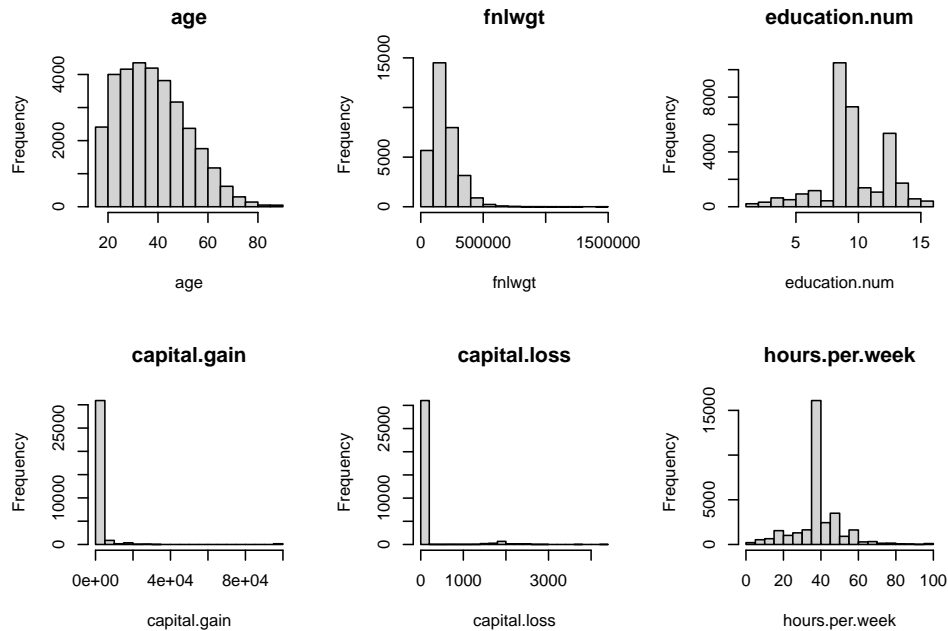 age
fnlwgt
education.num
Frequency
0 2000 4000
20 40 60 80
age
Frequency
0 5000 15000
0 500000 1500000
fnlwgt
Frequency
0 4000 8000
5 10 15
education.num
capital.gain
capital.loss
hours.per.week
Frequency
0 10000 25000
0e+00 4e+04 8e+04
capital.gain
Frequency
0 10000 25000
0 1000 3000
capital.loss
Frequency
0 5000 15000
0 20 40 60 80 100
hours.per.week